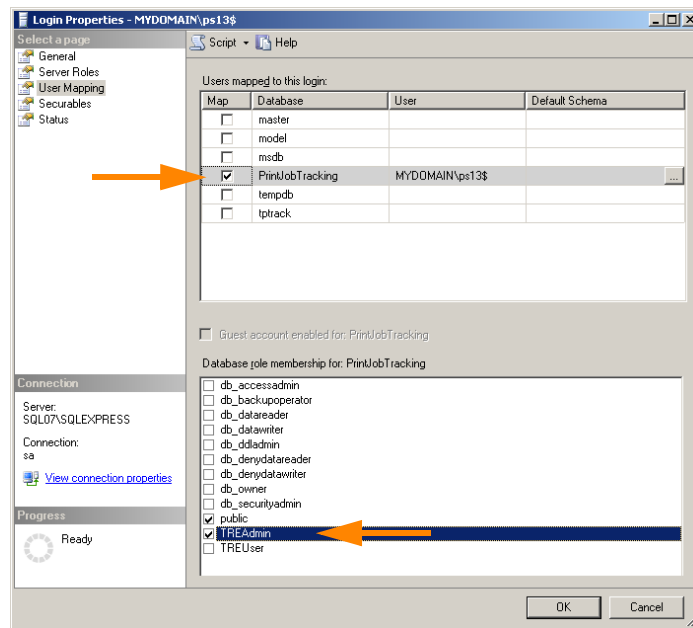 Login Properties - MYDOMAIN\ps13$
Select a page
General
Server Roles
User Mapping
Securables
Status
Script
Help
Users mapped to this login:
Map Database User Default Schema
master
model
msdb
PrintJobTracking MYDOMAIN\ps13$ ...
tempdb
tptrack
Guest account enabled for: PrintJobTracking
Database role membership for: PrintJobTracking
db_accessadmin
db_backupoperator
db_datareader
db_datawriter
db_ddladmin
db_denydatareader
db_denydatawriter
db_owner
db_securityadmin
public
TREAdmin
TREUser
Connection
Server:
SQL07\SQLEXPRESS
Connection:
sa
View connection properties
Progress
Ready
OK Cancel